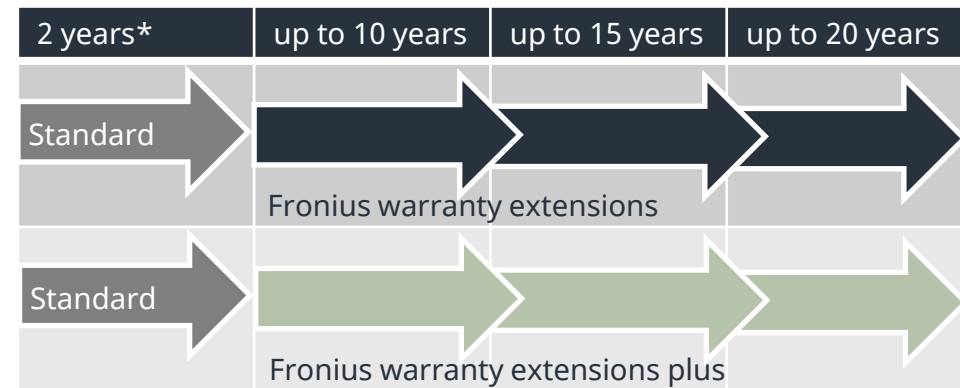 2 years* up to 10 years up to 15 years up to 20 years
Standard
Fronius warranty extensions
Standard
Fronius warranty extensions plus